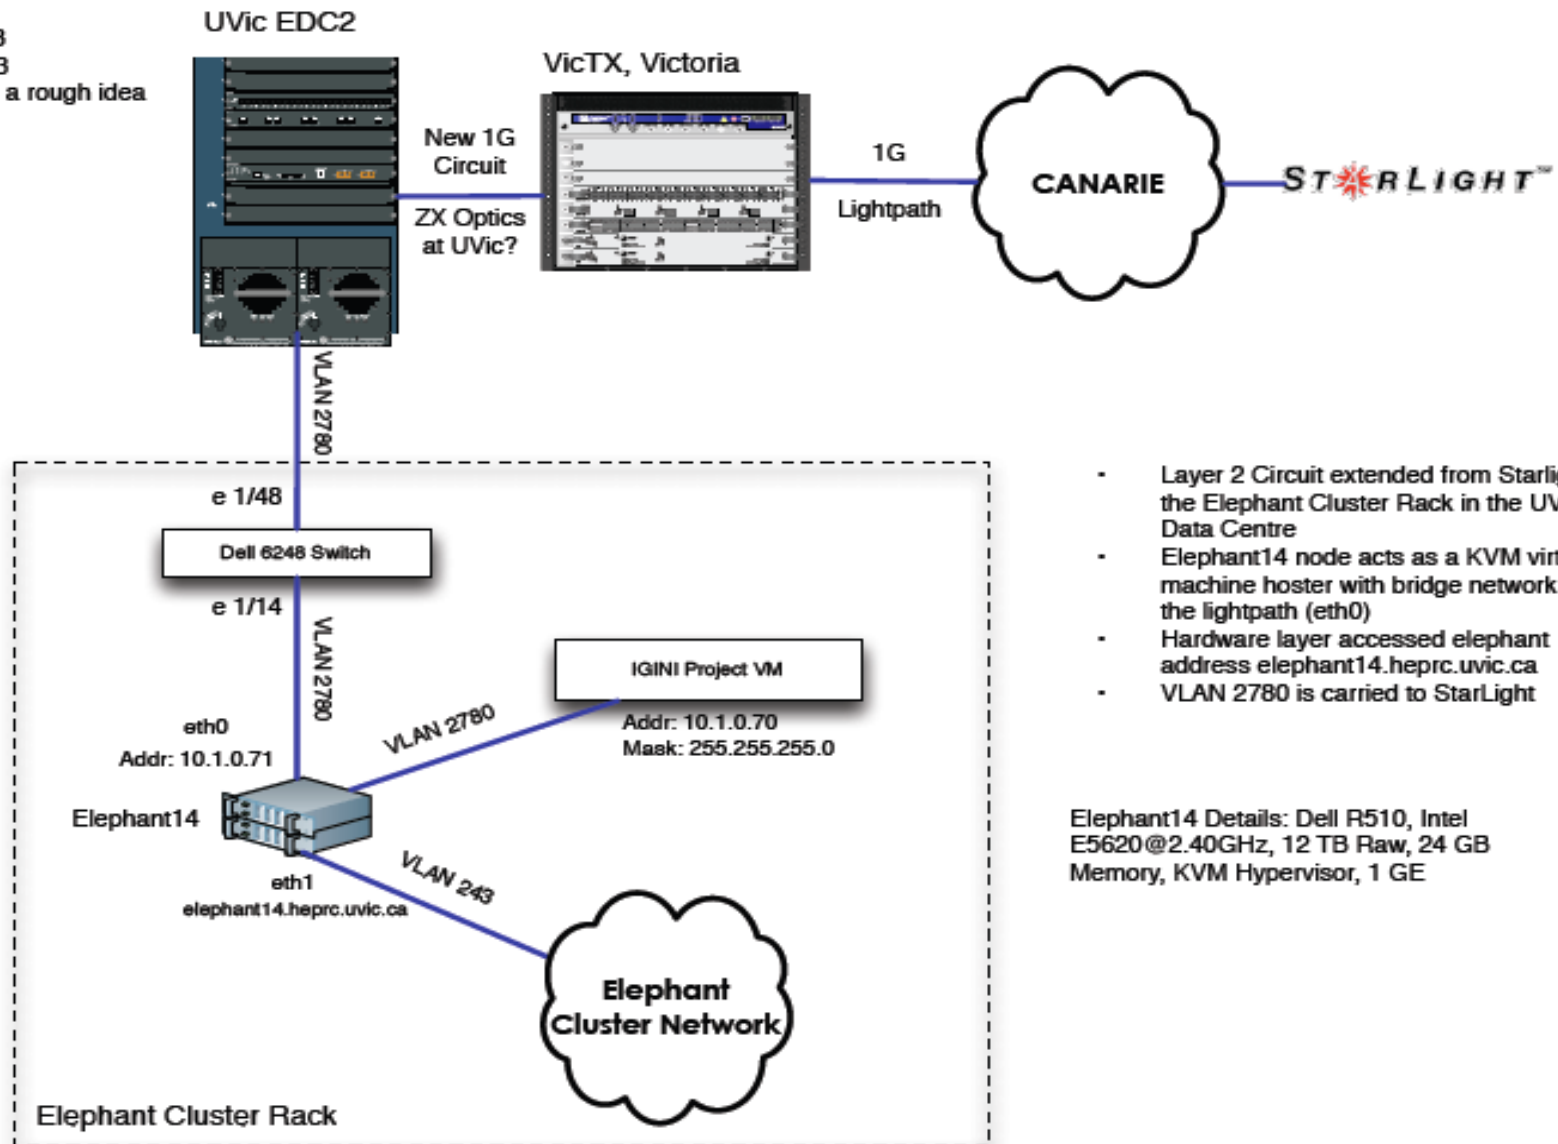 3
3
a rough idea
UVic EDC2
VicTX, Victoria
New 1G
Circuit
ZX Optics
at UVic?
1G
Lightpath
CANARIE
STARLIGHT™
VLAN 2780
e 1/48
Dell 6248 Switch
e 1/14
VLAN 2780
eth0
Addr: 10.1.0.71
Elephant14
VLAN 2780
IGINI Project VM
Addr: 10.1.0.70
Mask: 255.255.255.0
eth1
elephant14.heprc.uvic.ca
VLAN 243
Elephant
Cluster Network
Elephant Cluster Rack
- Layer 2 Circuit extended from
the Elephant Cluster Rack in the
Data Centre
- Elephant14 node acts as a KVM
machine hoster with bridge network
the lightpath (eth0)
- Hardware layer accessed elephant
address elephant14.heprc.uvic.ca
- VLAN 2780 is carried to StarLight
Elephant14 Details: Dell R510, Intel
E5620@2.40GHz, 12 TB Raw, 24 GB
Memory, KVM Hypervisor, 1 GE